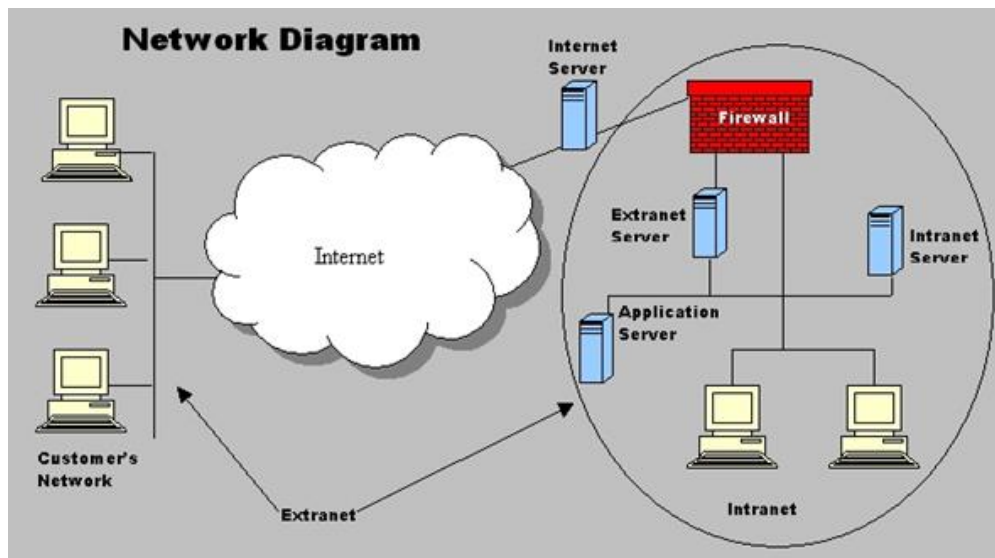 Network Diagram
Internet
Server
Firewall
Extranet
Server
Intranet
Server
Internet
Application
Server
Customer's
Network
Extranet
Intranet